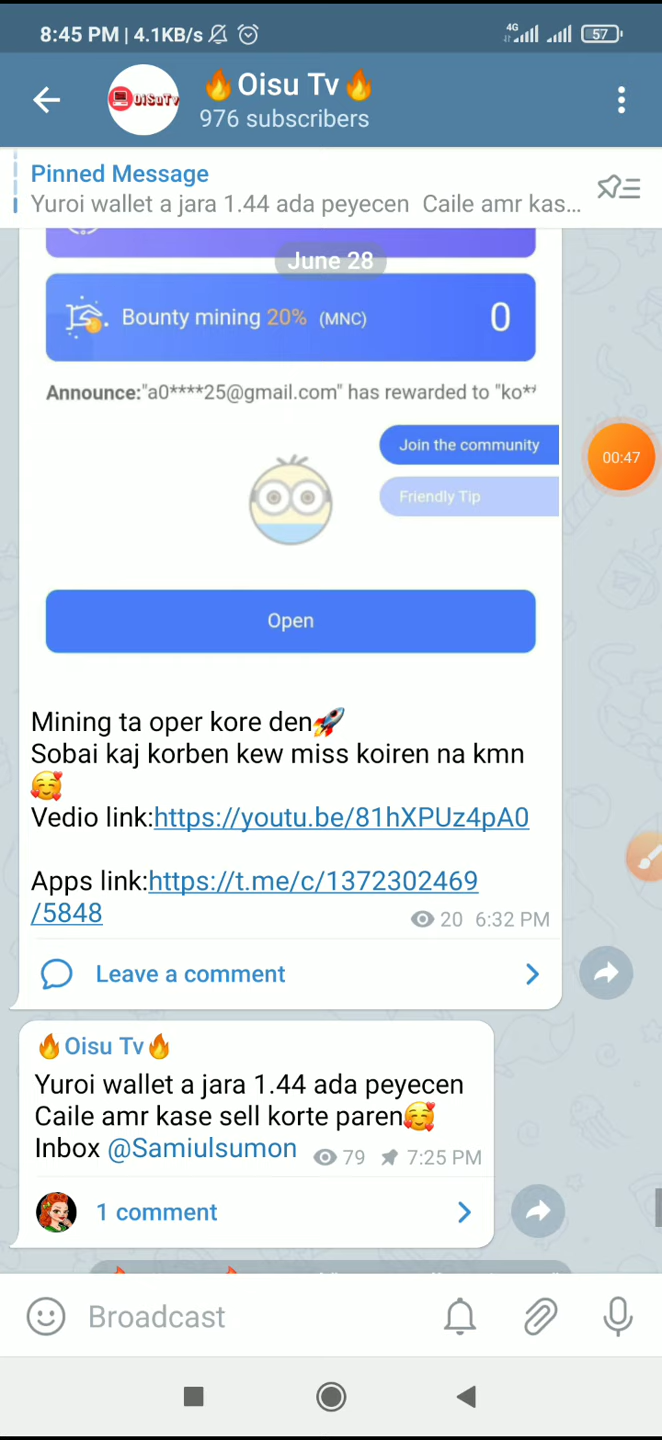 8:45 PM | 4.1KB/s
4G
57
OiSuTv
🔥Oisu Tv🔥
976 subscribers
Pinned Message
Yuroi wallet a jara 1.44 ada peyecen Caile amr kas...
June 28
Bounty mining 20% (MNC) 0
Announce:"a0****25@gmail.com" has rewarded to "ko**
Join the community
00:47
Friendly Tip
Open
Mining ta oper kore den🚀
Sobai kaj korben kew miss koiren na kmn
🥰
Vedio link:https://youtu.be/81hXPUz4pA0
Apps link:https://t.me/c/1372302469
/5848
20 6:32 PM
Leave a comment
🔥Oisu Tv🔥
Yuroi wallet a jara 1.44 ada peyecen
Caile amr kase sell korte paren🥰
Inbox @Samiulsumon 79 7:25 PM
1 comment
Broadcast